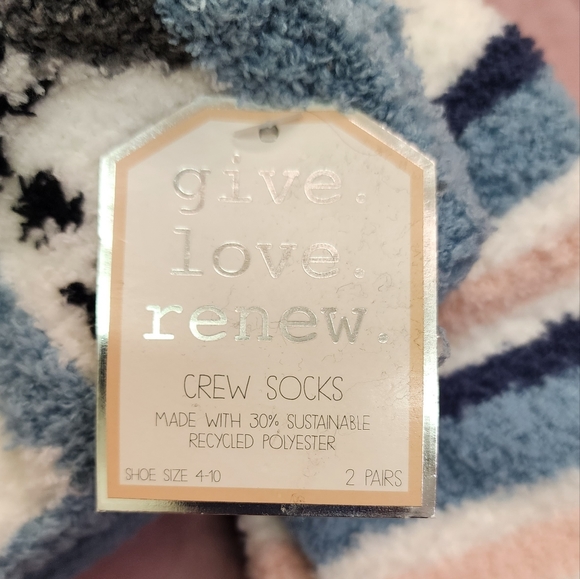 give.
love.
renew.
CREW SOCKS
MADE WITH 30% SUSTAINABLE
RECYCLED POLYESTER
SHOE SIZE 4-10
2 PAIRS